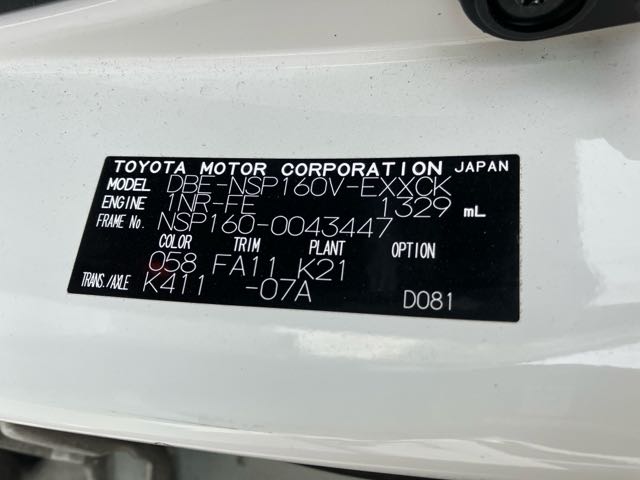 TOYOTA MOTOR CORPORATION JAPAN
MODEL DBE-NSP160V-EXXCK
ENGINE 1NR-FE 1329 mL
FRAME No. NSP160-0043447
COLOR TRIM PLANT OPTION
058 FA11 K21
TRANS./AXLE K411 -07A D081